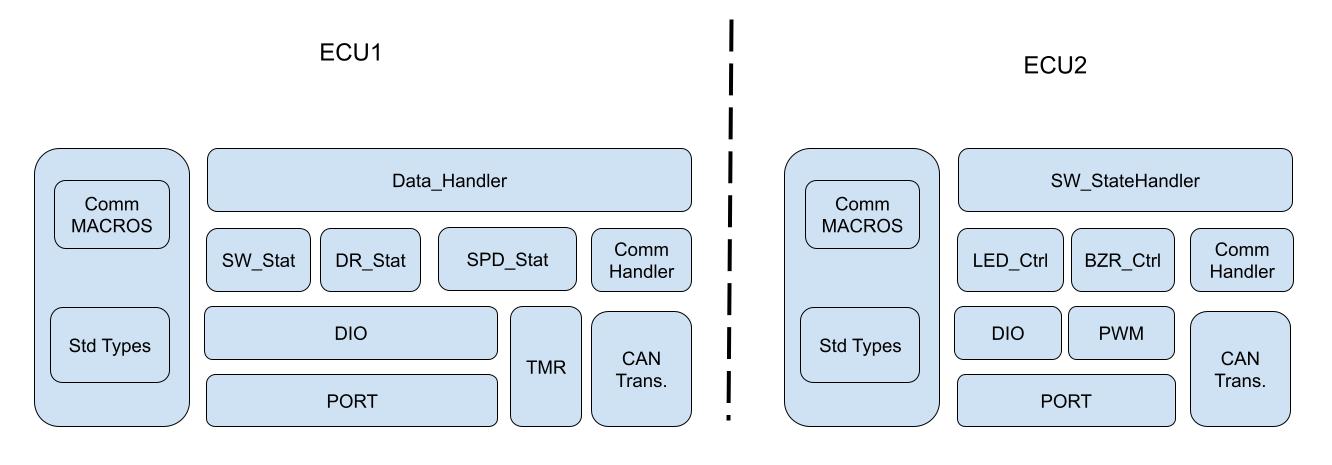 ECU1
ECU2
Comm
MACROS
Std Types
Data_Handler
SW_Stat
DR_Stat
SPD_Stat
Comm
Handler
DIO
PORT
TMR
CAN
Trans.
Comm
MACROS
Std Types
SW_StateHandler
LED_Ctrl
BZR_Ctrl
Comm
Handler
DIO
PWM
PORT
CAN
Trans.